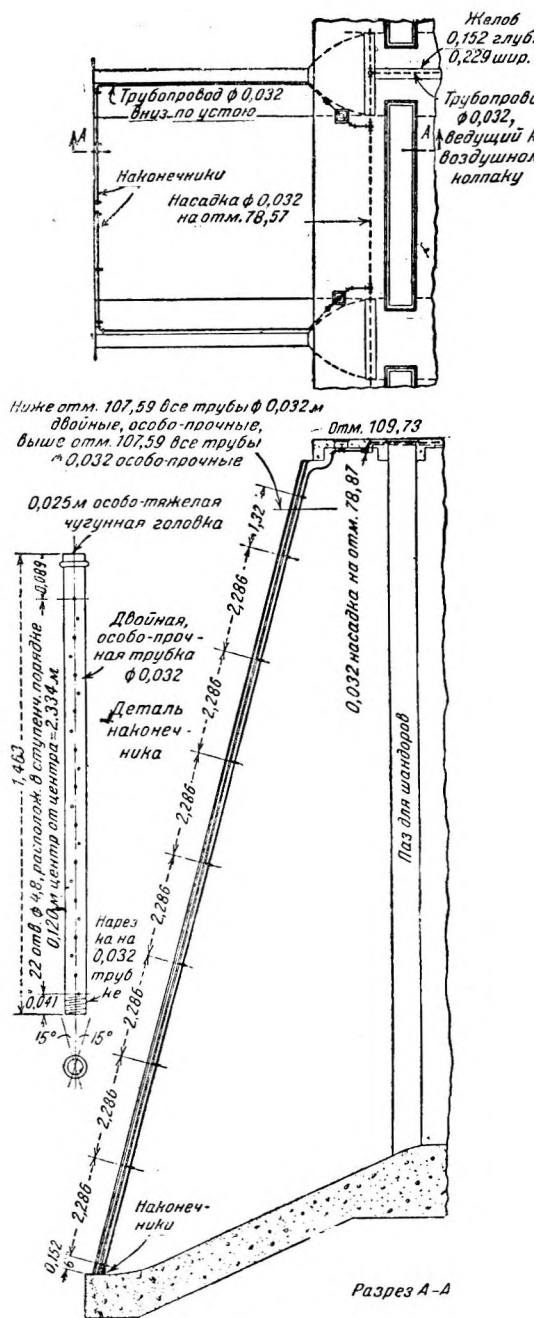 Желоб
0,152 глуб.
0,229 шир.
Трубопровод ф 0,032
вниз по устою
Трубопрово
ф 0,032,
ведущий к
воздушном
колпаку
А
А
Наконечники
Насадка ф 0,032
на отм. 78,57
Ниже отм. 107,59 все трубы ф 0,032 м
двойные, особо-прочные,
выше отм. 107,59 все трубы
ф 0,032 особо-прочные
Отм. 109,73
0,025 м особо-тяжелая
чугунная головка
0,089
Двойная,
особо-проч-
ная трубка
ф 0,032
Деталь
наконеч-
ника
1,463
22 отв. ф 4,8, располож. в ступенч. порядке
0,120 м центр от центра = 2,334 м
Нарез
ка на
0,032
труб
ке
0,041
15° 15°
1,32
2,286
2,286
2,286
2,286
2,286
2,286
2,286
0,152
0,032 насадка на отм. 78,87
Паз для шандоров
Наконеч-
ники
Разрез А-А